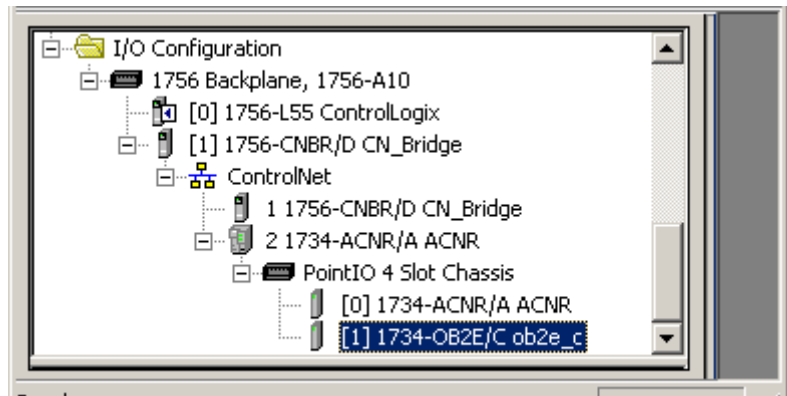 I/O Configuration
1756 Backplane, 1756-A10
[0] 1756-L55 ControlLogix
[1] 1756-CNBR/D CN_Bridge
ControlNet
1 1756-CNBR/D CN_Bridge
2 1734-ACNR/A ACNR
PointIO 4 Slot Chassis
[0] 1734-ACNR/A ACNR
[1] 1734-OB2E/C ob2e_c